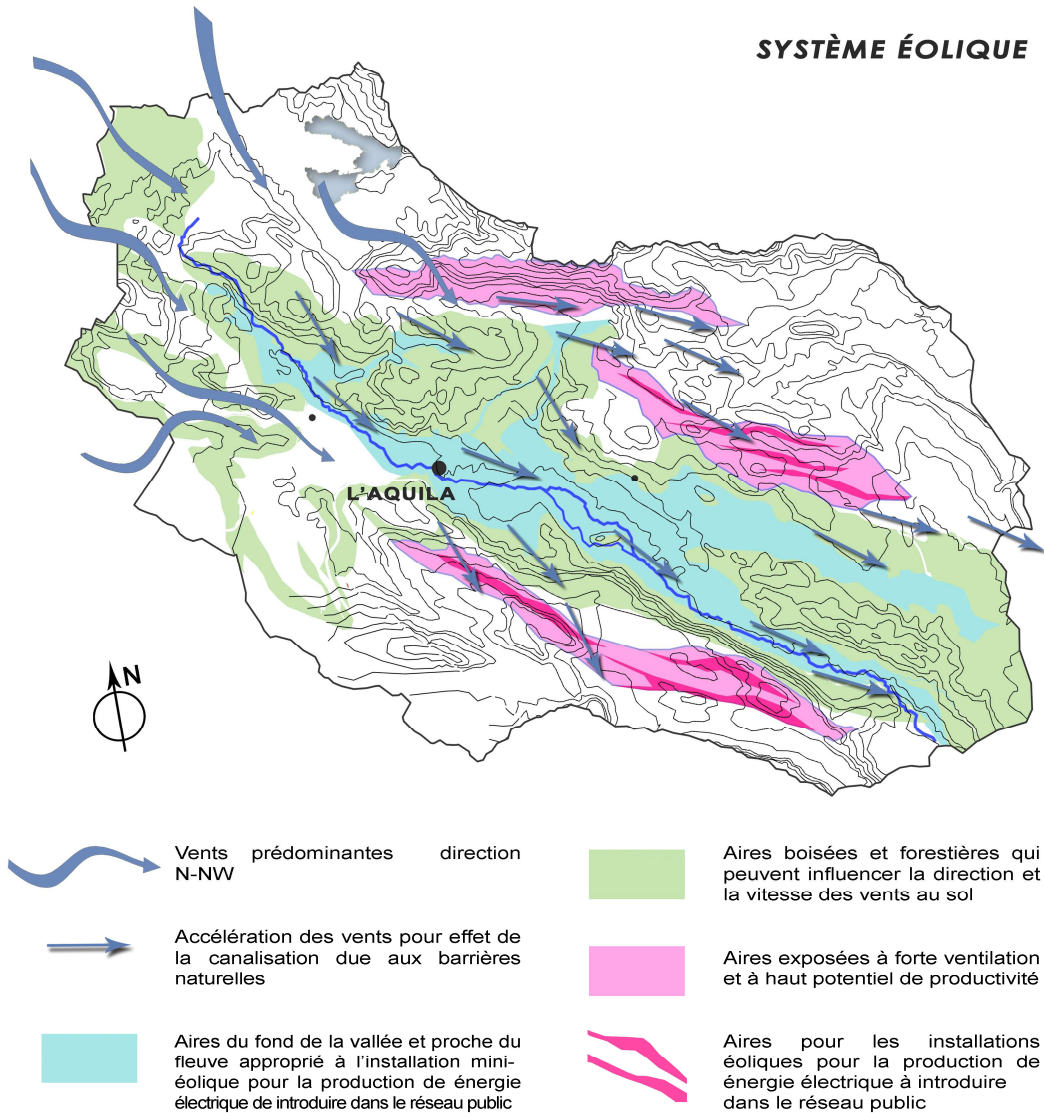 SYSTÈME ÉOLIQUE
L'AQUILA
N
Vents prédominantes direction
N-NW
Accélération des vents pour effet de
la canalisation due aux barrières
naturelles
Aires du fond de la vallée et proche du
fleuve approprié à l'installation mini-
éolique pour la production de énergie
électrique de introduire dans le réseau public
Aires boisées et forestières qui
peuvent influencer la direction et
la vitesse des vents au sol
Aires exposées à forte ventilation
et à haut potentiel de productivité
Aires pour les installations
éoliques pour la production de
énergie électrique à introduire
dans le réseau public